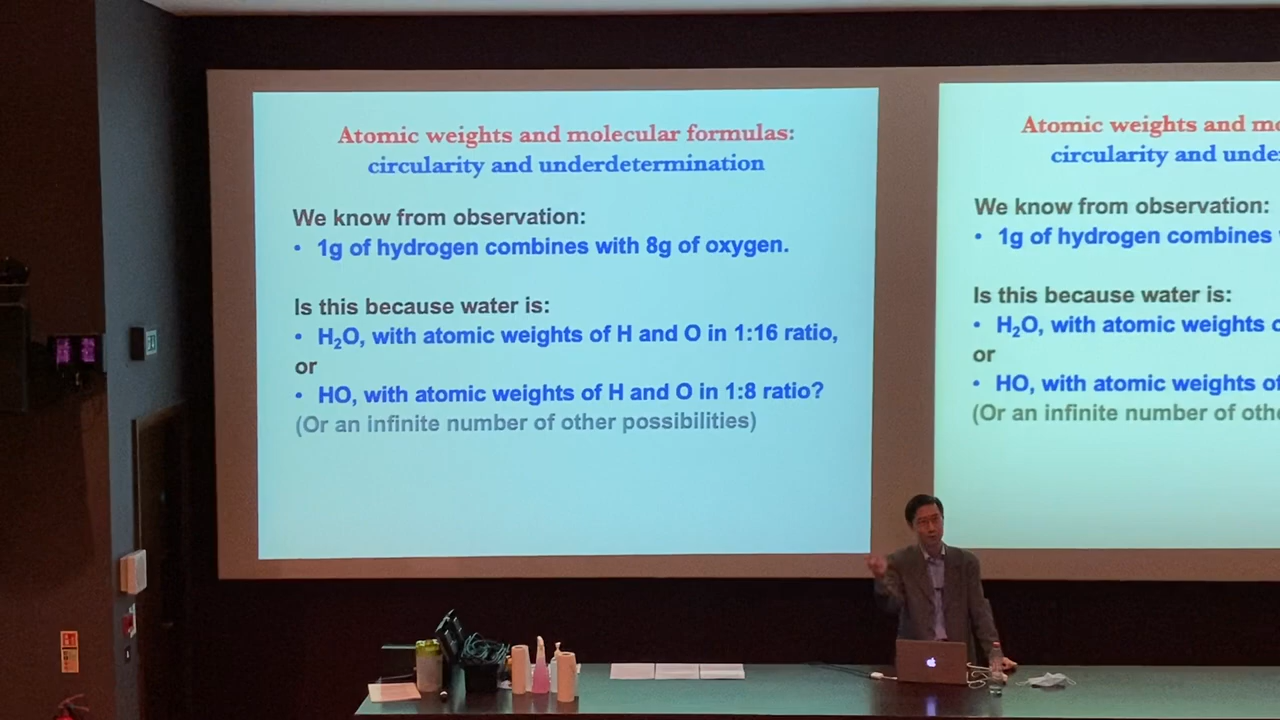 Atomic weights and molecular formulas:
circularity and underdetermination
We know from observation:
• 1g of hydrogen combines with 8g of oxygen.
Is this because water is:
• H₂O, with atomic weights of H and O in 1:16 ratio,
or
• HO, with atomic weights of H and O in 1:8 ratio?
(Or an infinite number of other possibilities)
Atomic weights and
circularity and
We know from observation:
• 1g of hydrogen combines
Is this because water is:
• H₂O, with atomic weights
or
• HO, with atomic weights of
(Or an infinite number of